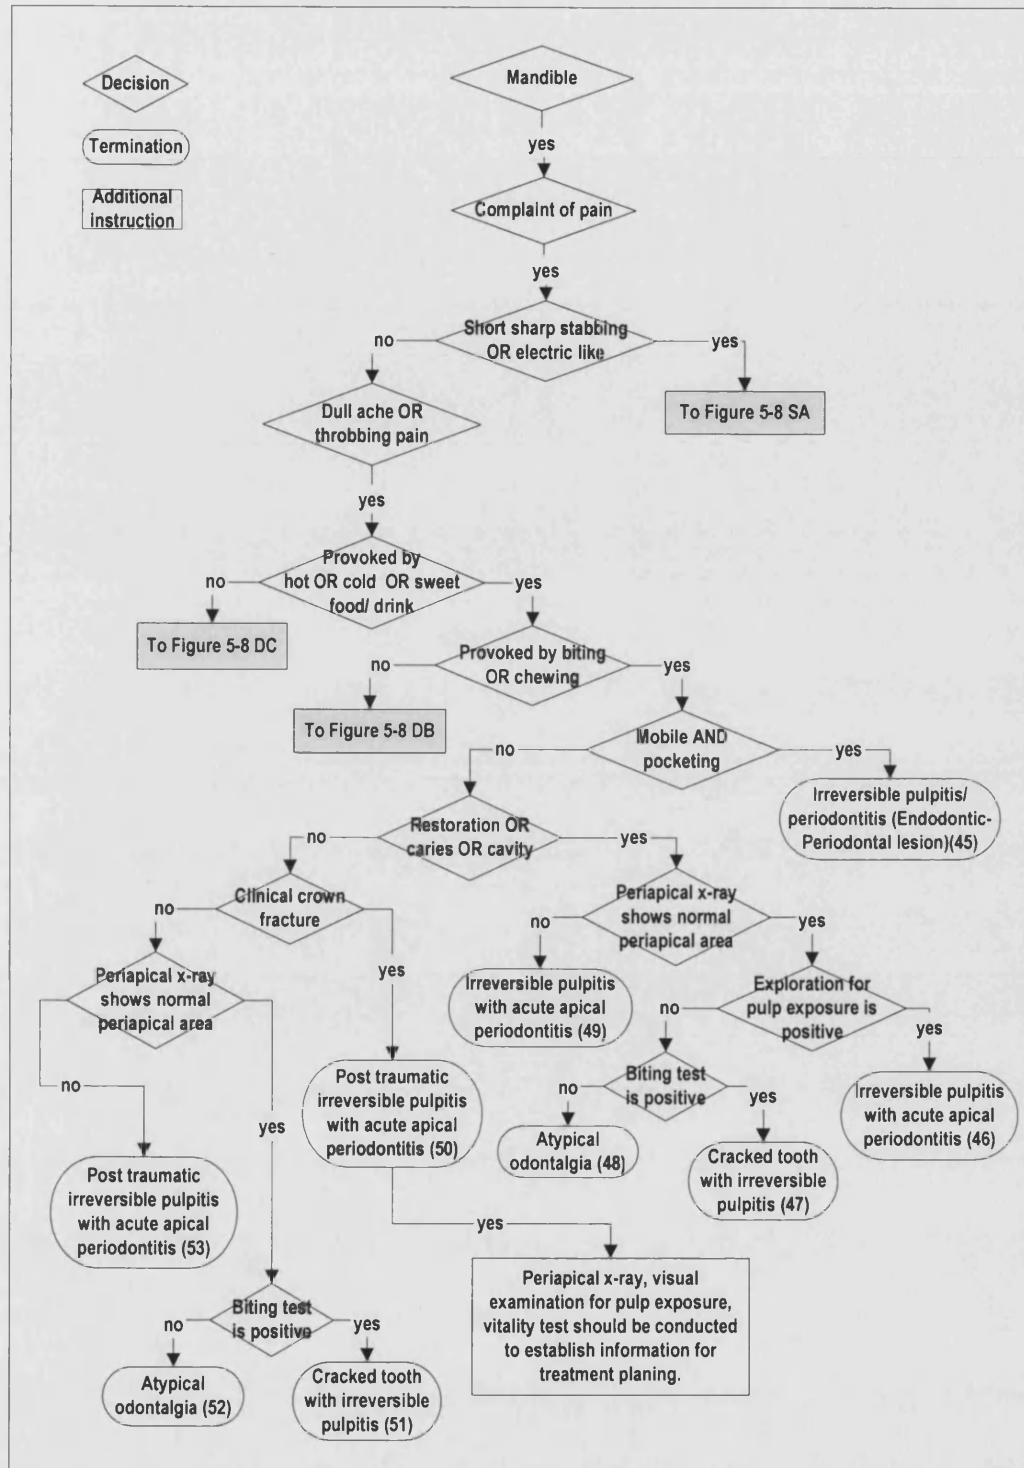 Decision
Termination
Additional
instruction
Mandible
yes
Complaint of pain
yes
Short sharp stabbing
OR electric like
no
yes
To Figure 5-8 SA
Dull ache OR
throbbing pain
yes
Provoked by
hot OR cold OR sweet
food/ drink
no
yes
To Figure 5-8 DC
Provoked by biting
OR chewing
no
yes
To Figure 5-8 DB
Mobile AND
pocketing
no
yes
Irreversible pulpitis/
periodontitis (Endodontic-
Periodontal lesion)(45)
Restoration OR
caries OR cavity
no
yes
Clinical crown
fracture
no
yes
Periapical x-ray
shows normal
periapical area
no
yes
Irreversible pulpitis
with acute apical
periodontitis (49)
Exploration for
pulp exposure is
positive
no
yes
Irreversible pulpitis
with acute apical
periodontitis (46)
Biting test
is positive
no
yes
Atypical
odontalgia (48)
Cracked tooth
with irreversible
pulpitis (47)
Periapical x-ray
shows normal
periapical area
no
yes
Post traumatic
irreversible pulpitis
with acute apical
periodontitis (50)
yes
Periapical x-ray, visual
examination for pulp exposure,
vitality test should be conducted
to establish information for
treatment planing.
Post traumatic
irreversible pulpitis
with acute apical
periodontitis (53)
Biting test
is positive
no
yes
Atypical
odontalgia (52)
Cracked tooth
with irreversible
pulpitis (51)